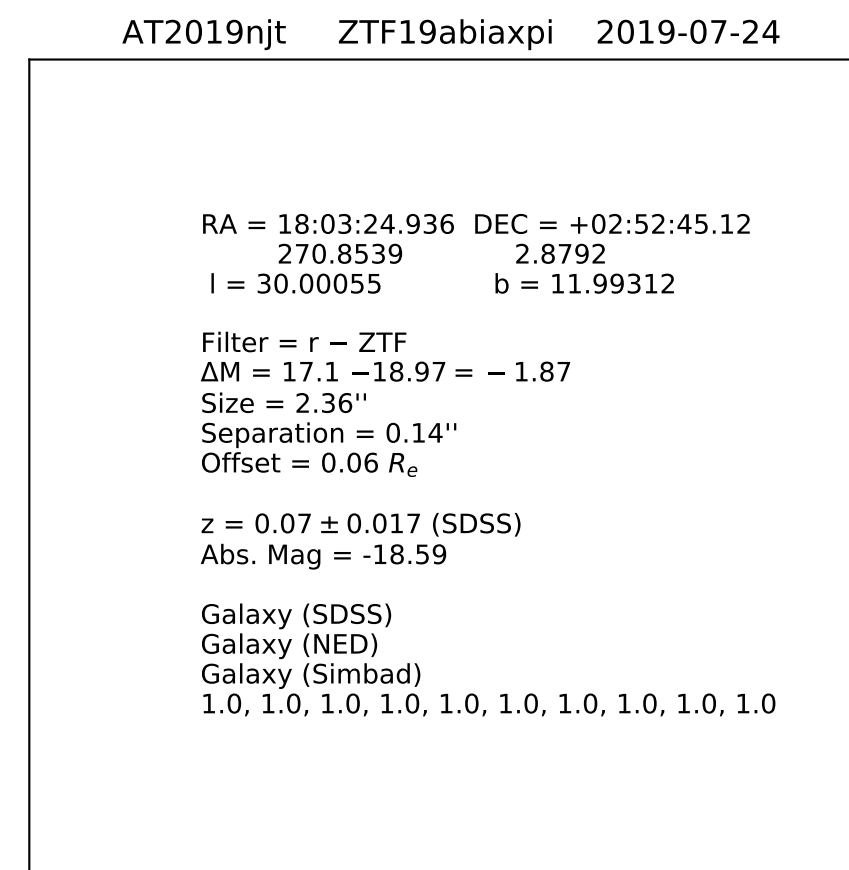 AT2019njt ZTF19abiaxpi 2019-07-24
RA = 18:03:24.936 DEC = +02:52:45.12
270.8539 2.8792
l = 30.00055 b = 11.99312
Filter = r − ZTF
ΔM = 17.1 −18.97 = − 1.87
Size = 2.36''
Separation = 0.14''
Offset = 0.06 Re
z = 0.07 ± 0.017 (SDSS)
Abs. Mag = -18.59
Galaxy (SDSS)
Galaxy (NED)
Galaxy (Simbad)
1.0, 1.0, 1.0, 1.0, 1.0, 1.0, 1.0, 1.0, 1.0, 1.0